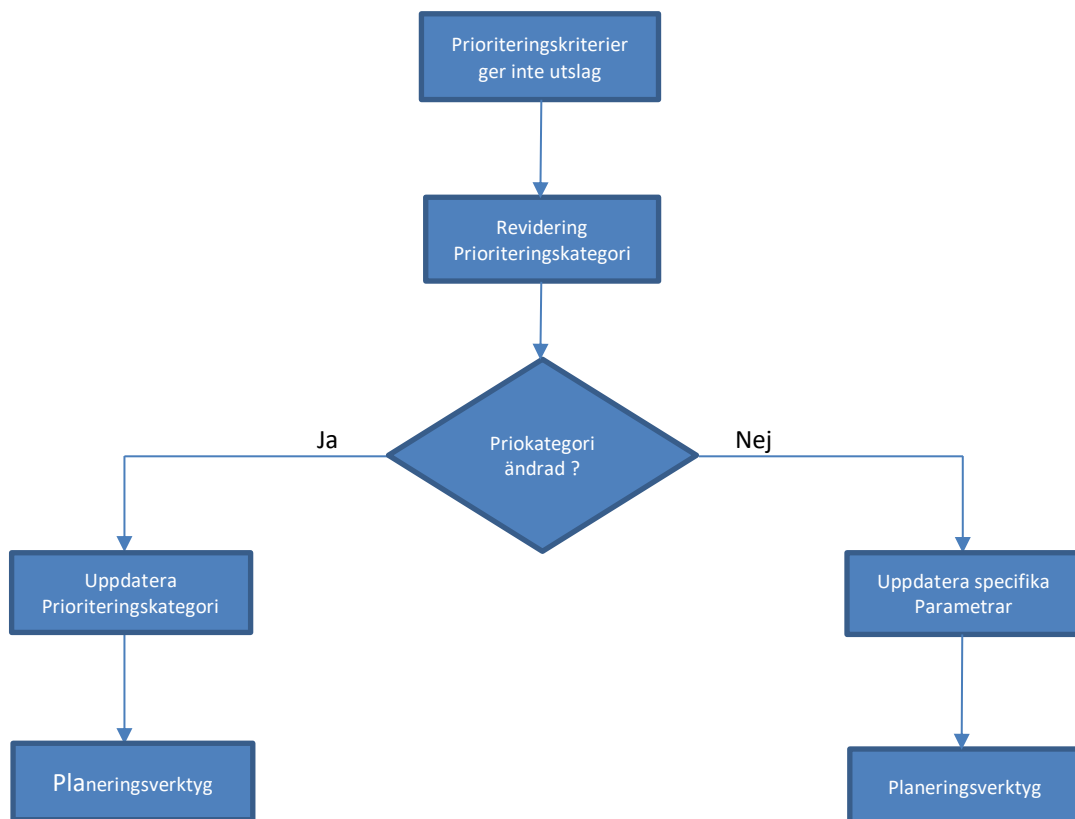 Prioriteringskriterier
ger inte utslag
Revidering
Prioriteringskategori
Ja
Priokategori
ändrad ?
Nej
Uppdatera
Prioriteringskategori
Uppdatera specifika
Parametrar
Planeringsverktyg
Planeringsverktyg